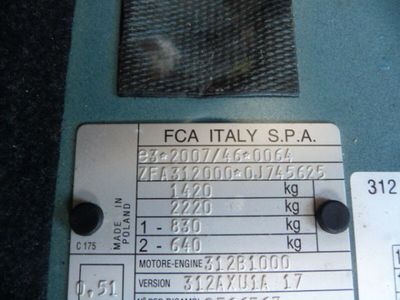 FCA ITALY S.P.A.
e3*2007/46*0064
ZFA312000*0J745625
1420 kg
2220 kg
1 - 830 kg
2 - 640 kg
MADE IN
POLAND
C 175
MOTORE-ENGINE 312B1000
VERSION 312AXU1A 17
0,51
312